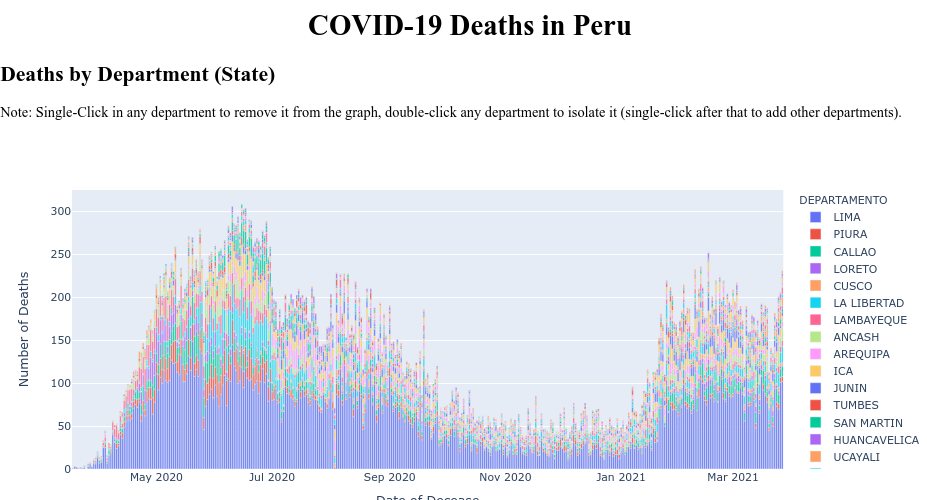 COVID-19 Deaths in Peru
Deaths by Department (State)
Note: Single-Click in any department to remove it from the graph, double-click any department to isolate it (single-click after that to add other departments).
Number of Deaths
300
250
200
150
100
50
0
May 2020
Jul 2020
Sep 2020
Nov 2020
Jan 2021
Mar 2021
Date of Decease
DEPARTAMENTO
LIMA
PIURA
CALLAO
LORETO
CUSCO
LA LIBERTAD
LAMBAYEQUE
ANCASH
AREQUIPA
ICA
JUNIN
TUMBES
SAN MARTIN
HUANCAVELICA
UCAYALI